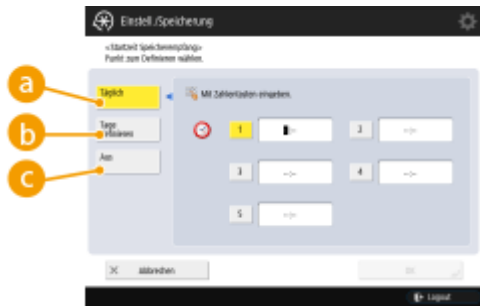 Einstell./Speicherung
<Startzeit Speicherempfang>
Punkt zum Definieren wählen.
a
Täglich
Mit Zahlentasten eingeben.
b
Tage
definieren
1
--:--
2
--:--
c
Aus
3
--:--
4
--:--
5
--:--
Abbrechen
OK
Logout